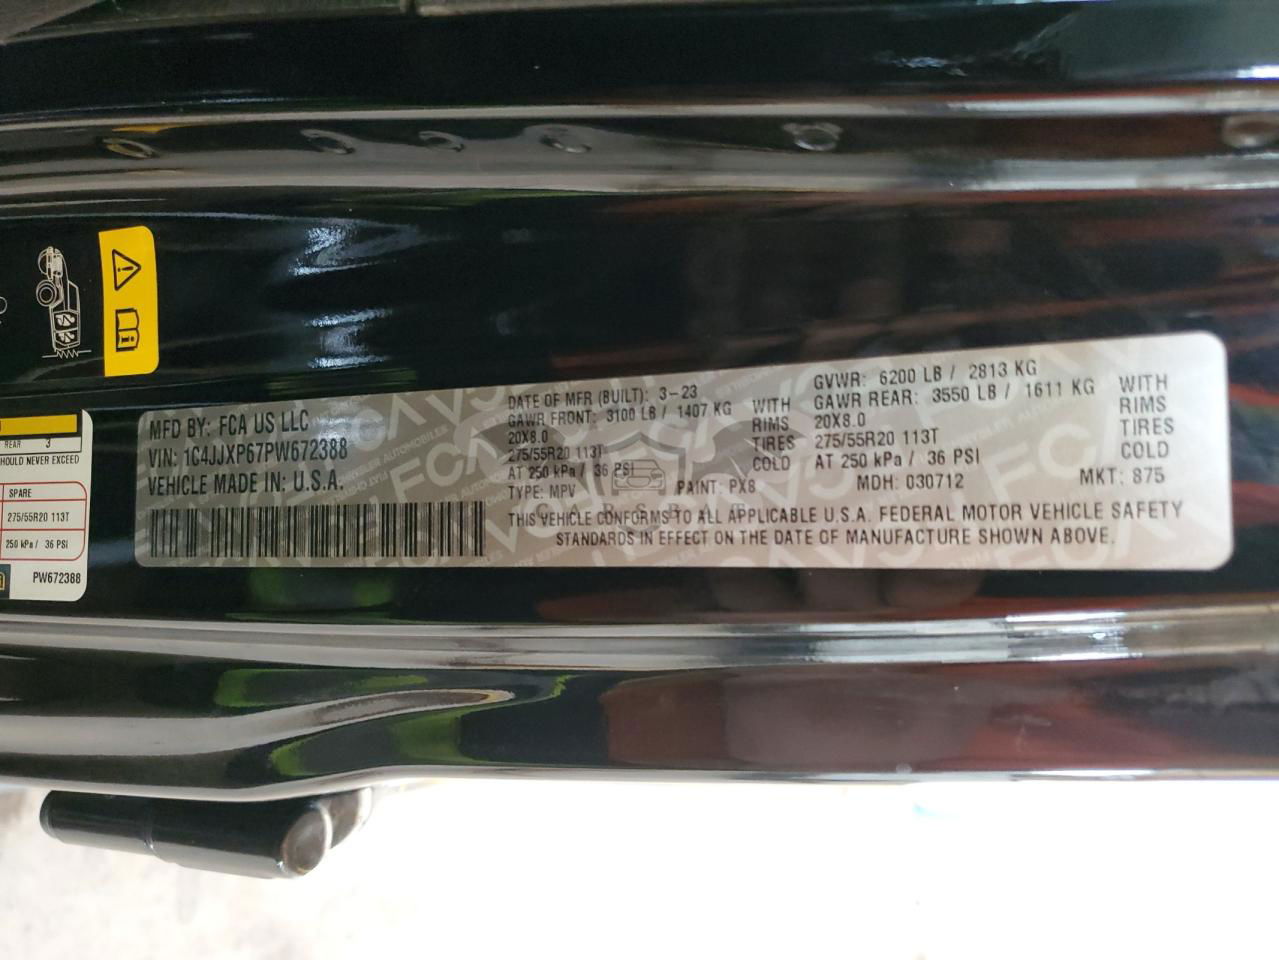 MFD BY: FCA US LLC
VIN: 1C4JJXP67PW672388
VEHICLE MADE IN: U.S.A.
DATE OF MFR (BUILT): 3-23
GAWR FRONT: 3100 LB / 1407 KG WITH
20X8.0 RIMS
275/55R20 113T TIRES
AT 250 kPa / 36 PSI COLD
TYPE: MPV PAINT: PX8
GVWR: 6200 LB / 2813 KG
GAWR REAR: 3550 LB / 1611 KG WITH
20X8.0 RIMS
275/55R20 113T TIRES
AT 250 kPa / 36 PSI COLD
MDH: 030712 MKT: 875
THIS VEHICLE CONFORMS TO ALL APPLICABLE U.S.A. FEDERAL MOTOR VEHICLE SAFETY
STANDARDS IN EFFECT ON THE DATE OF MANUFACTURE SHOWN ABOVE.
REAR 3
HOULD NEVER EXCEED
SPARE
275/55R20 113T
250 kPa / 36 PSI
PW672388